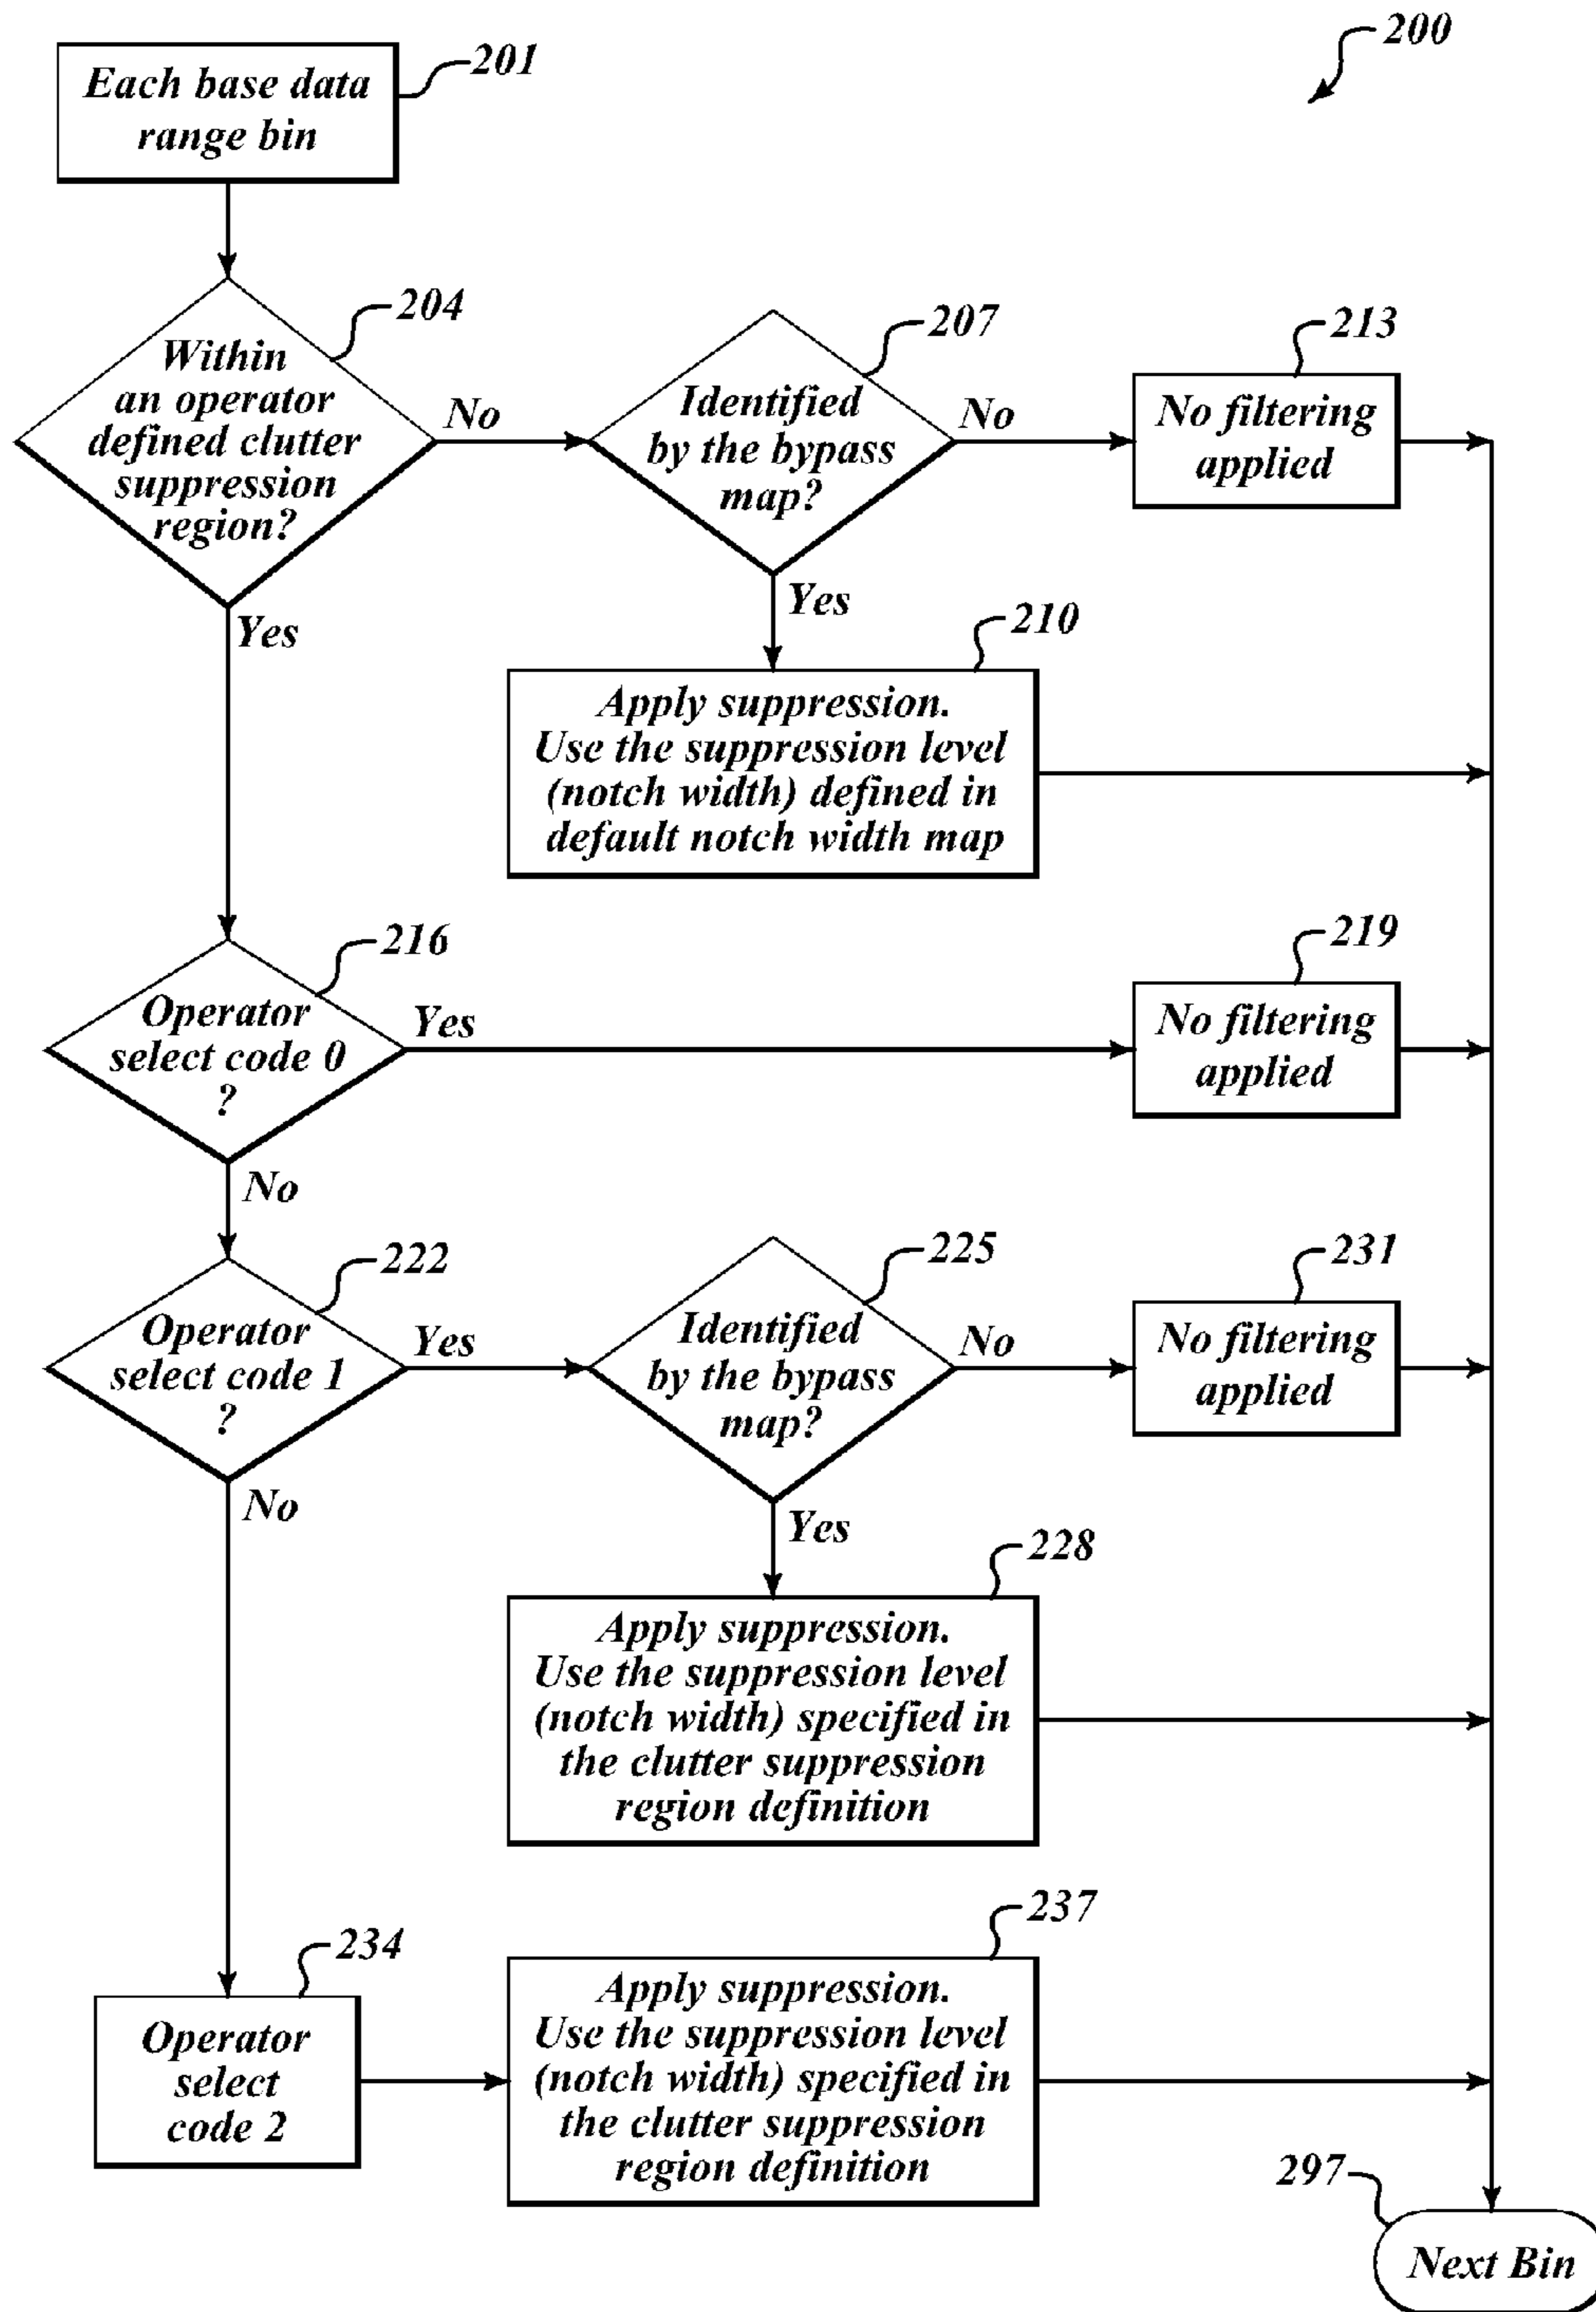 200
Each base data
range bin
201
Within
an operator
defined clutter
suppression
region?
204
No
Yes
Identified
by the bypass
map?
207
No
Yes
No filtering
applied
213
Apply suppression.
Use the suppression level
(notch width) defined in
default notch width map
210
Operator
select code 0
?
216
Yes
No
No filtering
applied
219
Operator
select code 1
?
222
Yes
No
Identified
by the bypass
map?
225
No
Yes
No filtering
applied
231
Apply suppression.
Use the suppression level
(notch width) specified in
the clutter suppression
region definition
228
Operator
select
code 2
234
Apply suppression.
Use the suppression level
(notch width) specified in
the clutter suppression
region definition
237
297
Next Bin